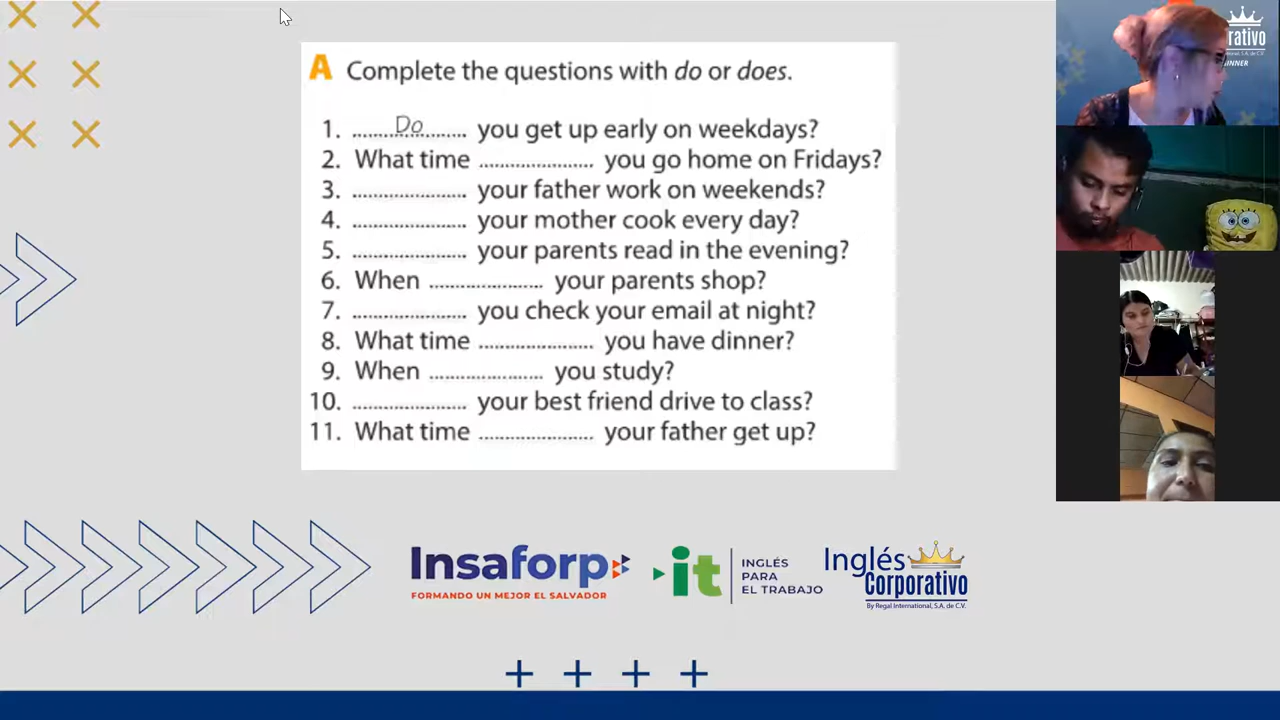 A Complete the questions with do or does.
1. ......Do...... you get up early on weekdays?
2. What time .................... you go home on Fridays?
3. .................... your father work on weekends?
4. .................... your mother cook every day?
5. .................... your parents read in the evening?
6. When .................... your parents shop?
7. .................... you check your email at night?
8. What time .................... you have dinner?
9. When .................... you study?
10. .................... your best friend drive to class?
11. What time .................... your father get up?
Insaforp
FORMANDO UN MEJOR EL SALVADOR
it
INGLÉS
PARA
EL TRABAJO
Inglés
Corporativo
By Regal International, S.A. de C.V.